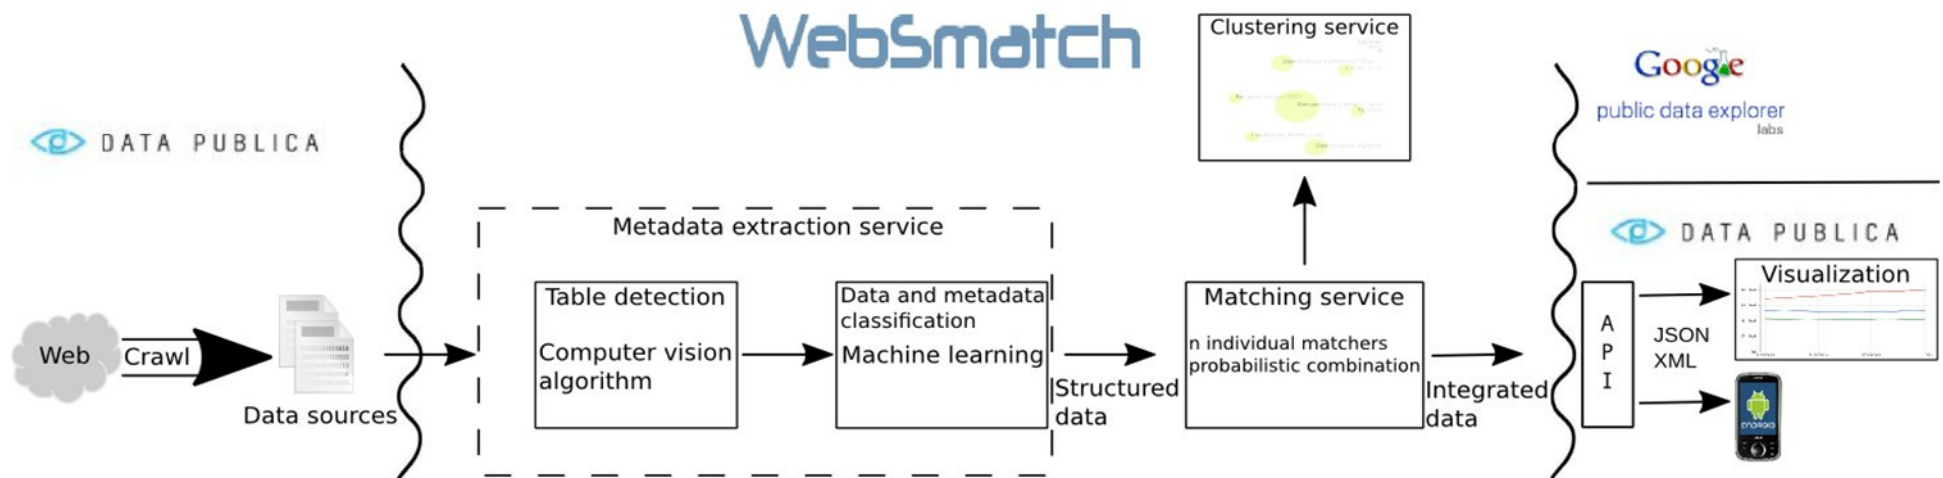 WebSmatch
DATA PUBLICA
Web
Crawl
Data sources
Metadada extraction service
Table detection
Computer vision
algorithm
Data and metadata
classification
Machine learning
Structured
data
Clustering service
Matching service
n individual matchers
probabilistic combination
Integrated
data
Google
public data explorer
labs
DATA PUBLICA
A
P
I
JSON
XML
Visualization
ANDROID